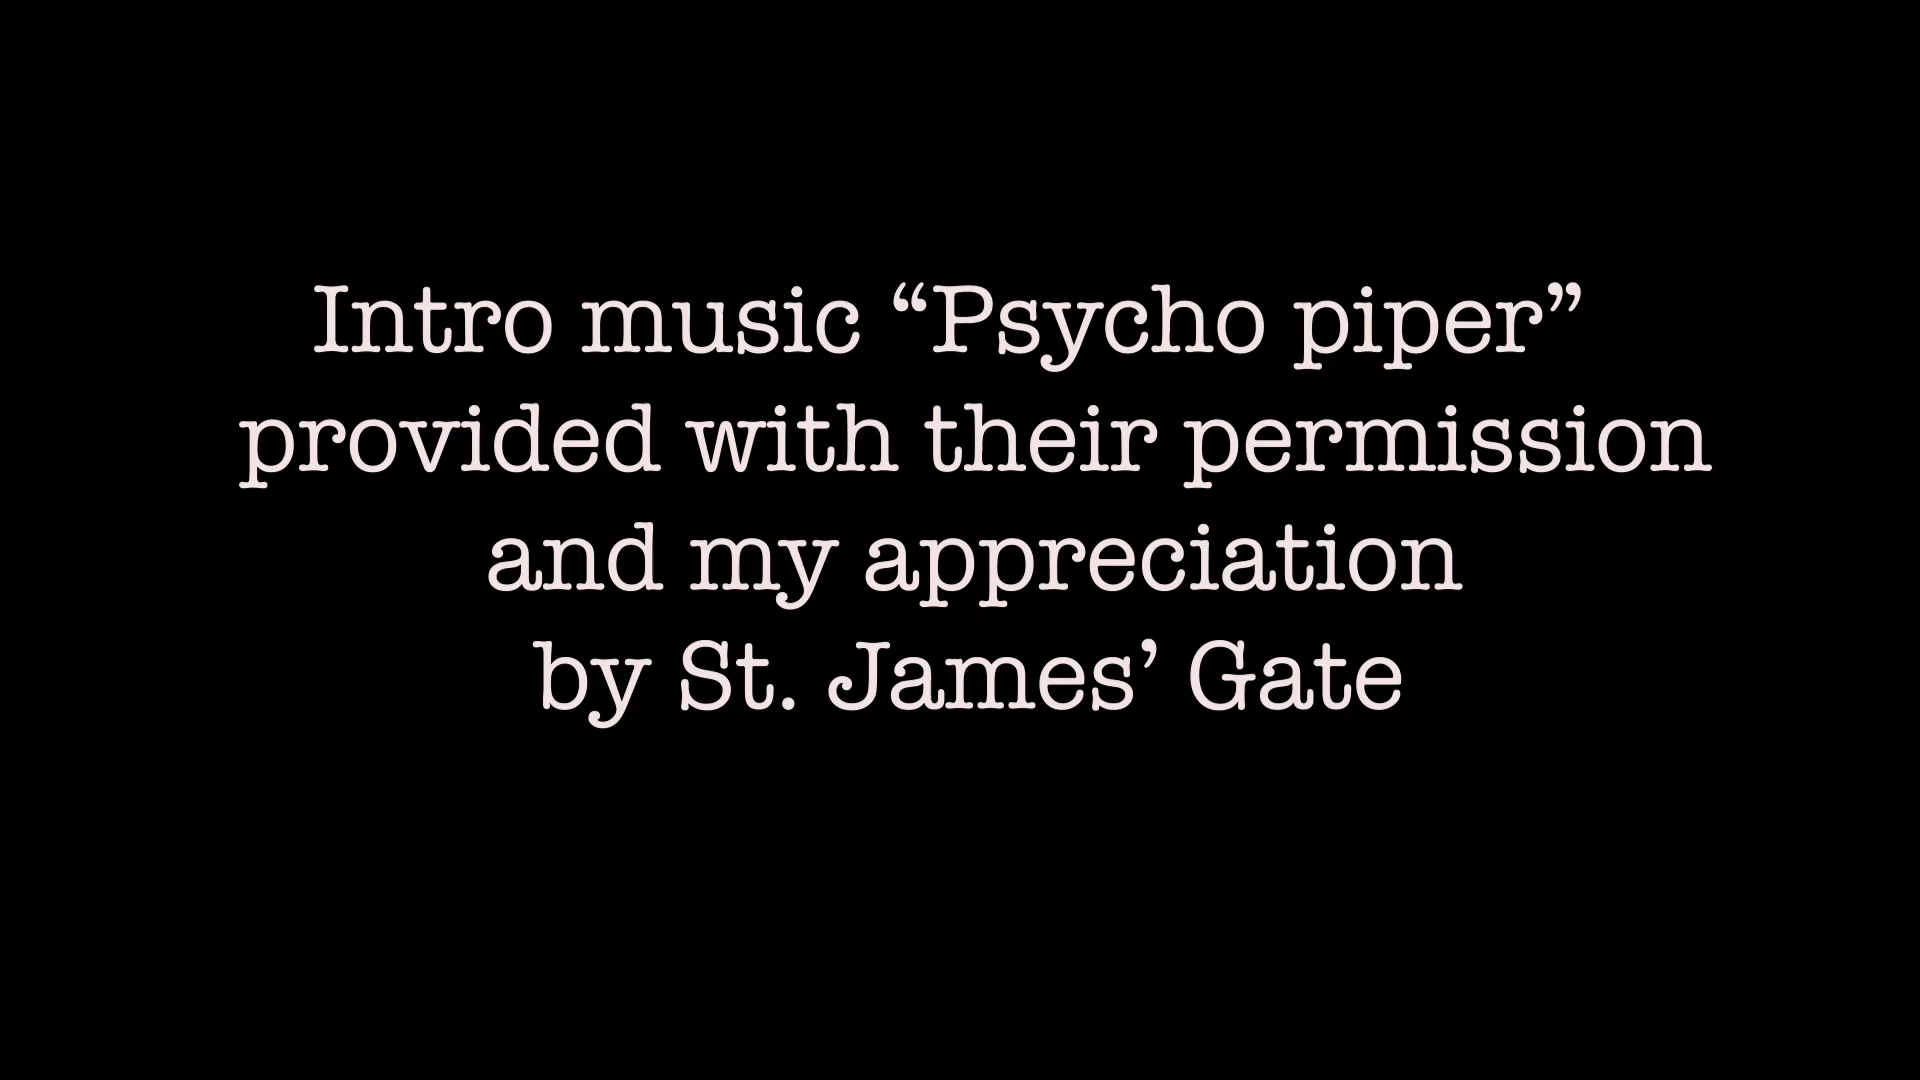 Intro music “Psycho piper”
provided with their permission
and my appreciation
by St. James’ Gate